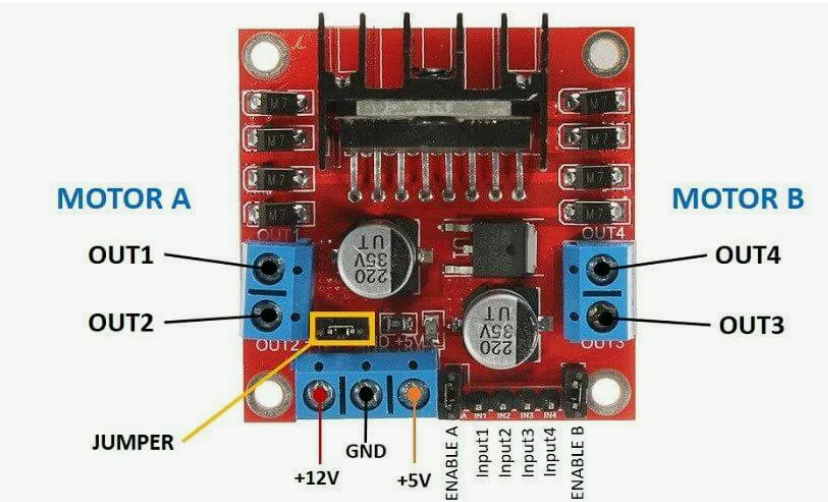 M7
M7
M7
M7
M7
M7
M7
M7
MOTOR A
MOTOR B
OUT1
OUT4
OUT1
OUT4
OUT2
OUT3
OUT2
OUT3
220
35V
UT
220
35V
UT
+5V
JUMPER
+12V
GND
+5V
A IN1 IN2 IN3 IN4
ENABLE A
Input1
Input2
Input3
Input4
ENABLE B